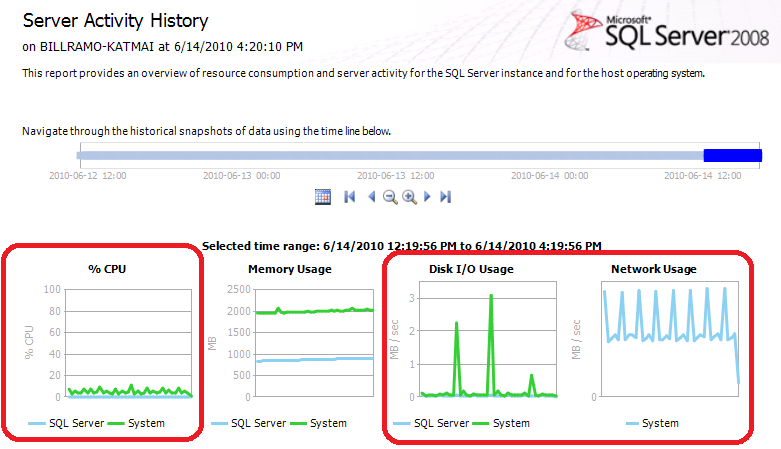 Server Activity History
Microsoft®
SQL Server® 2008
on BILLRAMO-KATMAI at 6/14/2010 4:20:10 PM
This report provides an overview of resource consumption and server activity for the SQL Server instance and for the host operating system.
Navigate through the historical snapshots of data using the time line below.
2010-06-12 12:00 2010-06-13 00:00 2010-06-13 12:00 2010-06-14 00:00 2010-06-14 12:00
Selected time range: 6/14/2010 12:19:56 PM to 6/14/2010 4:19:56 PM
% CPU
100
80
60
40
20
0
% CPU
SQL Server System
Memory Usage
2500
2000
1500
1000
500
0
MB
SQL Server System
Disk I/O Usage
3
2
1
0
MB / sec
SQL Server System
Network Usage
0
MB / sec
System